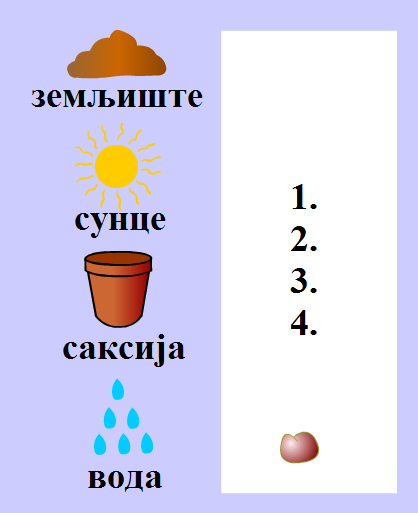 земљиште
сунце
саксија
вода
1.
2.
3.
4.